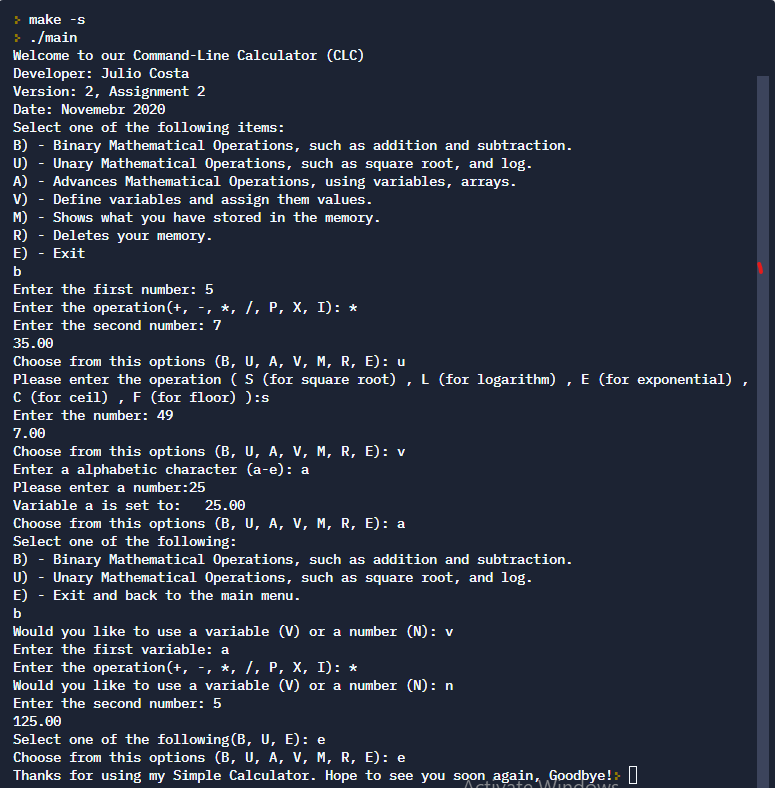 make -s
./main
Welcome to our Command-Line Calculator (CLC)
Developer: Julio Costa
Version: 2, Assignment 2
Date: Novemebr 2020
Select one of the following items:
B) - Binary Mathematical Operations, such as addition and subtraction.
U) - Unary Mathematical Operations, such as square root, and log.
A) - Advances Mathematical Operations, using variables, arrays.
V) - Define variables and assign them values.
M) - Shows what you have stored in the memory.
R) - Deletes your memory.
E) - Exit
b
Enter the first number: 5
Enter the operation(+, -, *, /, P, X, I): *
Enter the second number: 7
35.00
Choose from this options (B, U, A, V, M, R, E): u
Please enter the operation ( S (for square root) , L (for logarithm) , E (for exponential) ,
C (for ceil) , F (for floor) ):s
Enter the number: 49
7.00
Choose from this options (B, U, A, V, M, R, E): v
Enter a alphabetic character (a-e): a
Please enter a number:25
Variable a is set to:   25.00
Choose from this options (B, U, A, V, M, R, E): a
Select one of the following:
B) - Binary Mathematical Operations, such as addition and subtraction.
U) - Unary Mathematical Operations, such as square root, and log.
E) - Exit and back to the main menu.
b
Would you like to use a variable (V) or a number (N): v
Enter the first variable: a
Enter the operation(+, -, *, /, P, X, I): *
Would you like to use a variable (V) or a number (N): n
Enter the second number: 5
125.00
Select one of the following(B, U, E): e
Choose from this options (B, U, A, V, M, R, E): e
Thanks for using my Simple Calculator. Hope to see you soon again, Goodbye!
Activate Windows